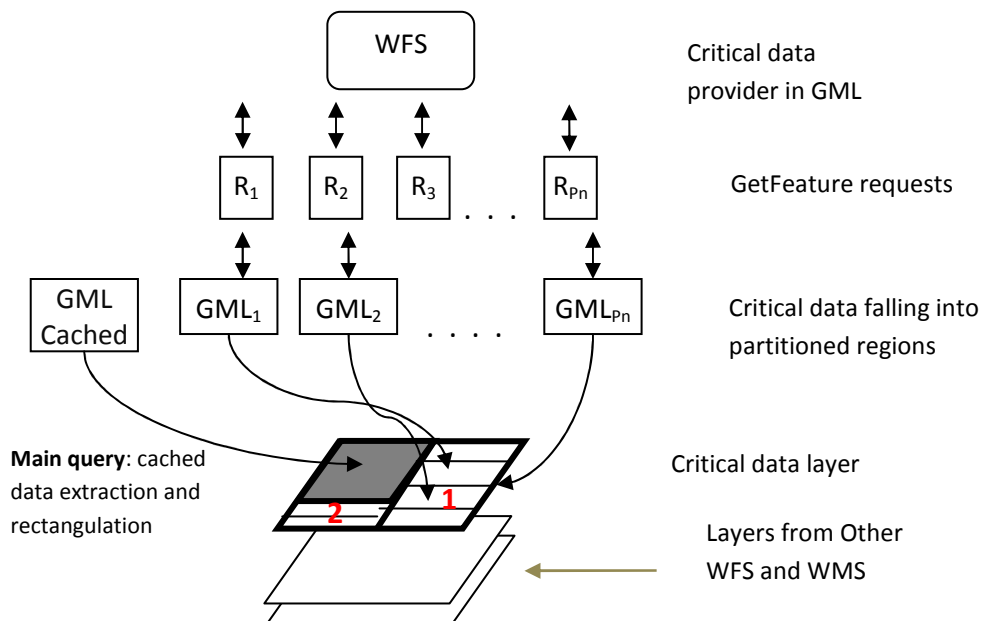 WFS
Critical data
provider in GML
R1 R2 R3 . . . RPn
GetFeature requests
GML
Cached
GML1 GML2 . . . . GMLPn
Critical data falling into
partitioned regions
Main query: cached
data extraction and
rectangulation
1
2
Critical data layer
Layers from Other
WFS and WMS